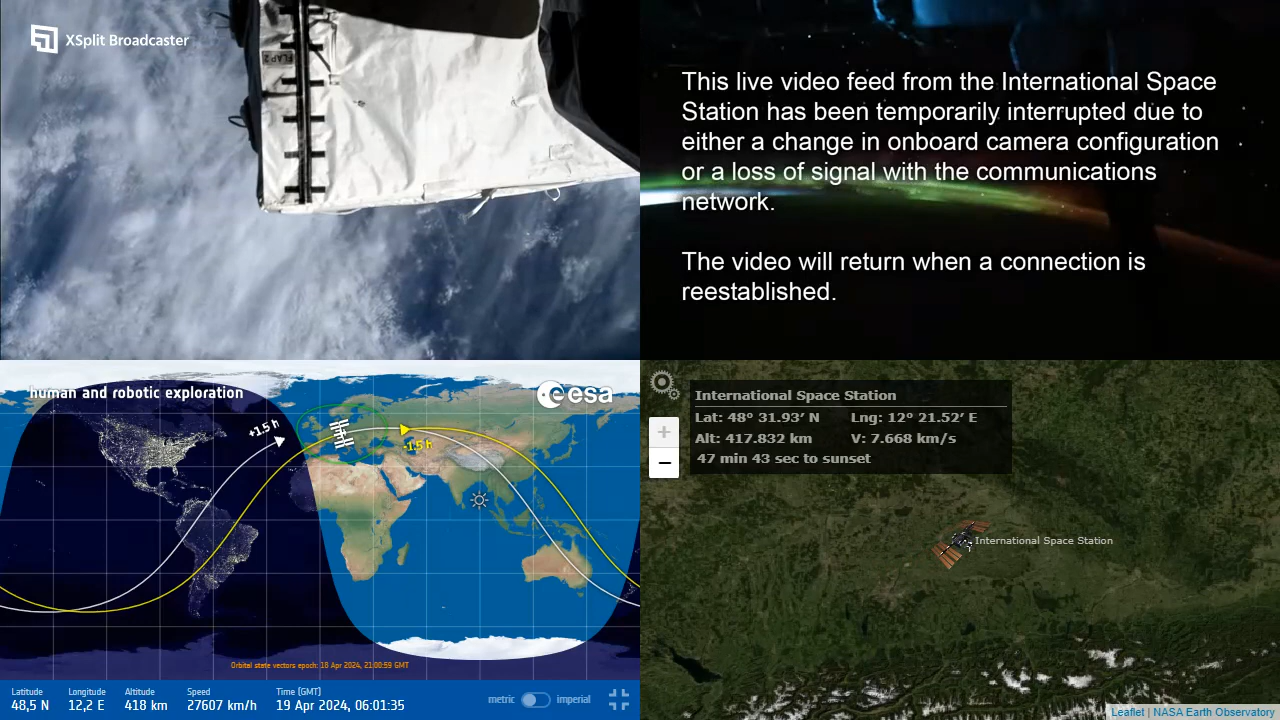 XSplit Broadcaster
FLAP 2
This live video feed from the International Space
Station has been temporarily interrupted due to
either a change in onboard camera configuration
or a loss of signal with the communications
network.
The video will return when a connection is
reestablished.
human and robotic exploration
esa
+1.5 h
-1.5 h
Orbital state vectors epoch: 18 Apr 2024, 21:00:59 GMT
Latitude
48,5 N
Longitude
12,2 E
Altitude
418 km
Speed
27607 km/h
Time (GMT)
19 Apr 2024, 06:01:35
metric
imperial
International Space Station
Lat: 48° 31.93′ N
Lng: 12° 21.52′ E
Alt: 417.832 km
V: 7.668 km/s
47 min 43 sec to sunset
+
−
International Space Station
Leaflet | NASA Earth Observatory